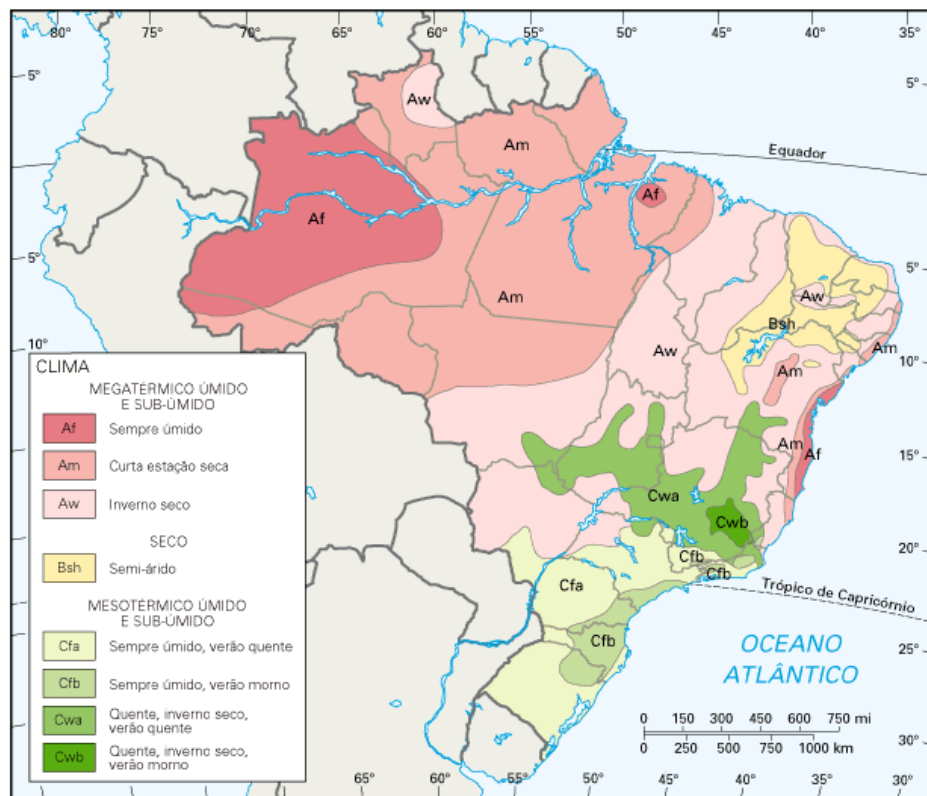 80° 75° 70° 65° 60° 55° 50° 45° 40° 35°
5° 5°
Aw
Am
Equador
Af
Af
5° 5°
Am
Aw
Bsh
10°
Aw
Am
Am
10°
CLIMA
MEGATÉRMICO ÚMIDO
E SUB-ÚMIDO
Af Sempre úmido
Am Curta estação seca
Aw Inverno seco
SECO
Bsh Semi-árido
MESOTÉRMICO ÚMIDO
E SUB-ÚMIDO
Cfa Sempre úmido, verão quente
Cfb Sempre úmido, verão morno
Cwa Quente, inverno seco,
verão quente
Cwb Quente, inverno seco,
verão morno
Am
Af
15°
Cwa
Cwb
20°
Cfb
Cfb
Cfa
Trópico de Capricórnio
Cfb
OCEANO
ATLÂNTICO
25°
0 150 300 450 600 750 mi
0 250 500 750 1000 km
30°
65° 60° 55° 50° 45° 40° 35°